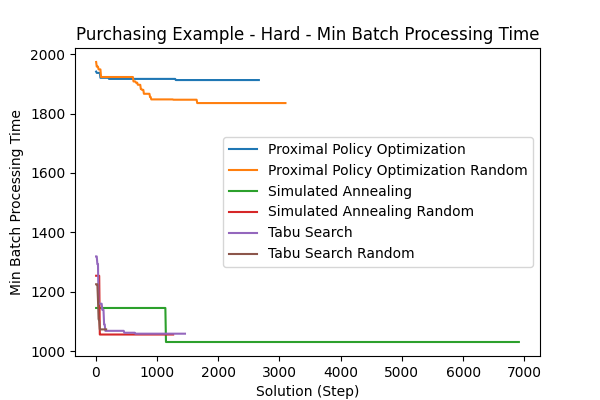 Purchasing Example - Hard - Min Batch Processing Time
Min Batch Processing Time
2000
1800
1600
1400
1200
1000
Proximal Policy Optimization
Proximal Policy Optimization Random
Simulated Annealing
Simulated Annealing Random
Tabu Search
Tabu Search Random
0 1000 2000 3000 4000 5000 6000 7000
Solution (Step)